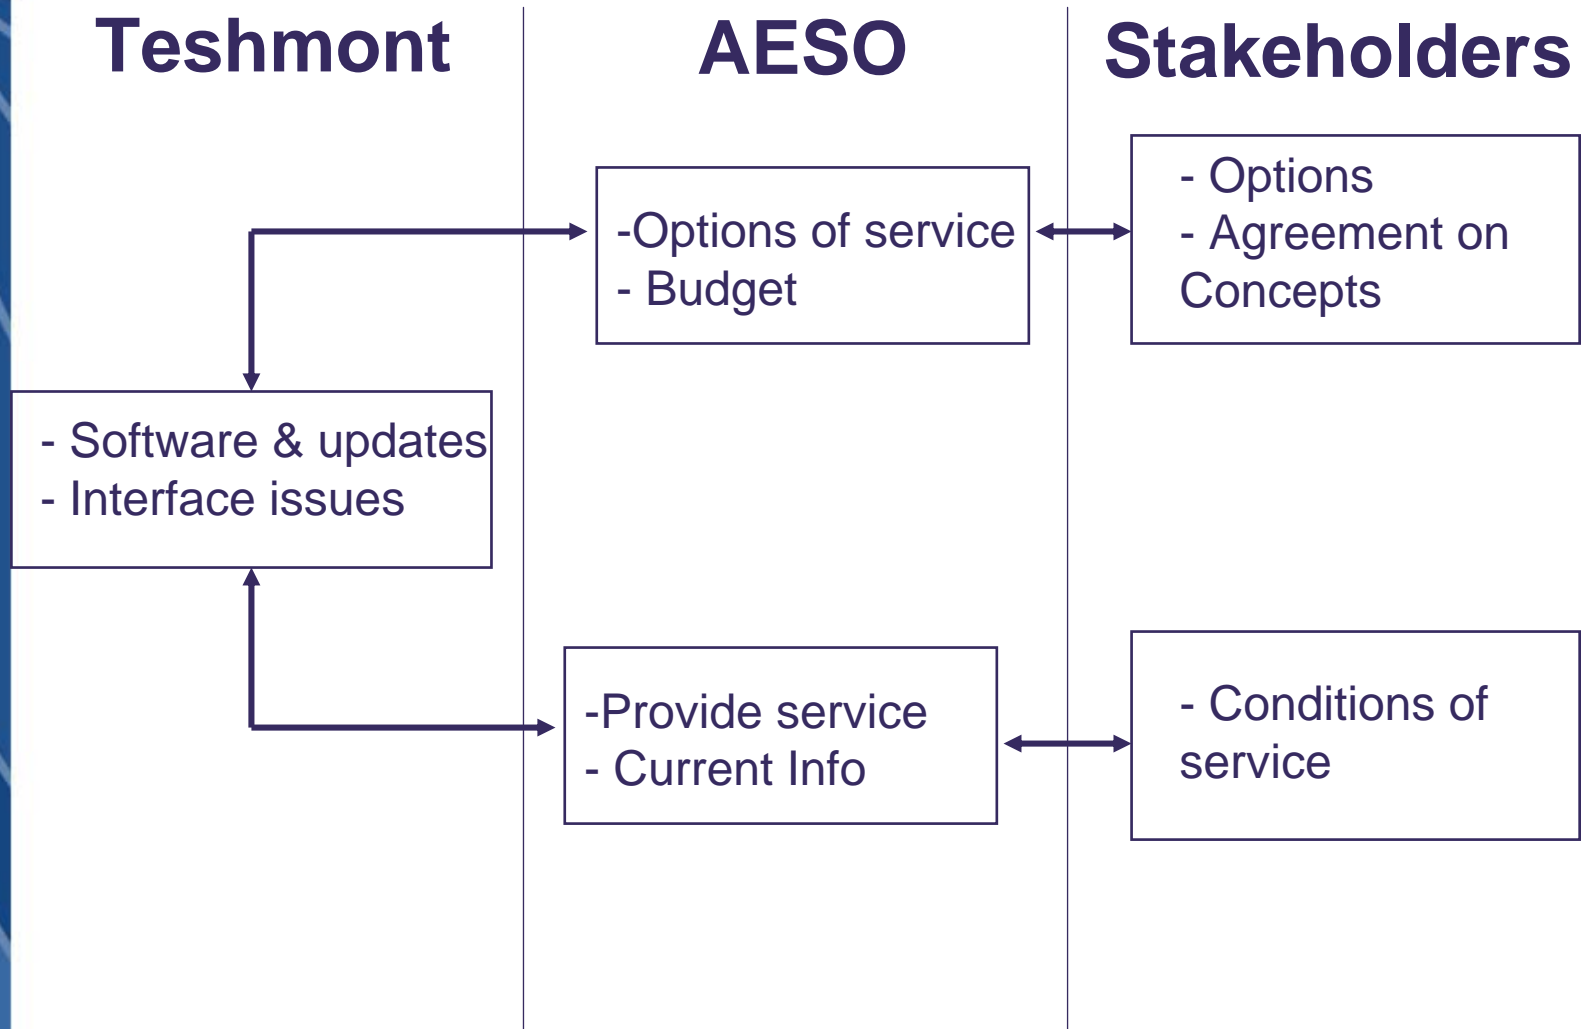 Teshmont
AESO
Stakeholders
-Options of service
- Budget
- Options
- Agreement on
Concepts
- Software & updates
- Interface issues
-Provide service
- Current Info
- Conditions of
service